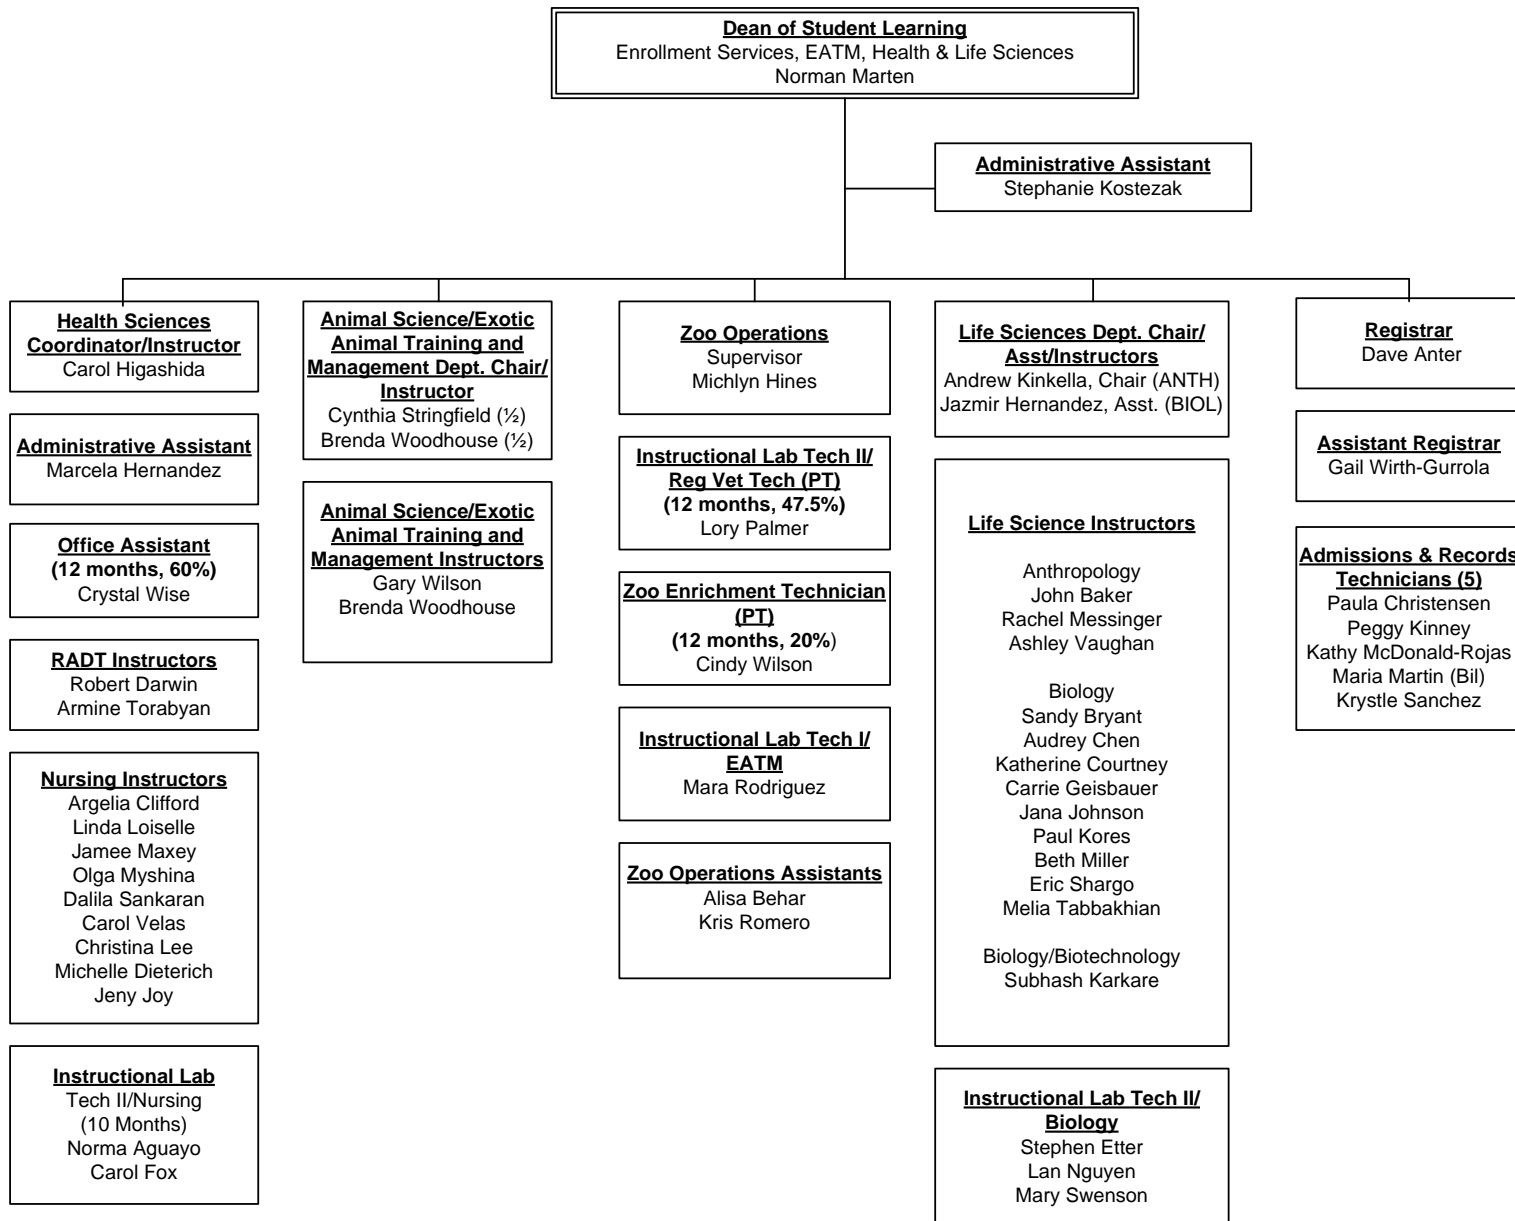 Dean of Student Learning
Enrollment Services, EATM, Health & Life Sciences
Norman Marten
Administrative Assistant
Stephanie Kostezak
Health Sciences
Coordinator/Instructor
Carol Higashida
Administrative Assistant
Marcela Hernandez
Office Assistant
(12 months, 60%)
Crystal Wise
RADT Instructors
Robert Darwin
Armine Torabyan
Nursing Instructors
Argelia Clifford
Linda Loiselle
Jamee Maxey
Olga Myshina
Dalila Sankaran
Carol Velas
Christina Lee
Michelle Dieterich
Jeny Joy
Instructional Lab
Tech II/Nursing
(10 Months)
Norma Aguayo
Carol Fox
Animal Science/Exotic
Animal Training and
Management Dept. Chair/
Instructor
Cynthia Stringfield (½)
Brenda Woodhouse (½)
Animal Science/Exotic
Animal Training and
Management Instructors
Gary Wilson
Brenda Woodhouse
Zoo Operations
Supervisor
Michlyn Hines
Instructional Lab Tech II/
Reg Vet Tech (PT)
(12 months, 47.5%)
Lory Palmer
Zoo Enrichment Technician
(PT)
(12 months, 20%)
Cindy Wilson
Instructional Lab Tech I/
EATM
Mara Rodriguez
Zoo Operations Assistants
Alisa Behar
Kris Romero
Life Sciences Dept. Chair/
Asst/Instructors
Andrew Kinkella, Chair (ANTH)
Jazmir Hernandez, Asst. (BIOL)
Life Science Instructors
Anthropology
John Baker
Rachel Messinger
Ashley Vaughan
Biology
Sandy Bryant
Audrey Chen
Katherine Courtney
Carrie Geisbauer
Jana Johnson
Paul Kores
Beth Miller
Eric Shargo
Melia Tabbakhian
Biology/Biotechnology
Subhash Karkare
Instructional Lab Tech II/
Biology
Stephen Etter
Lan Nguyen
Mary Swenson
Registrar
Dave Anter
Assistant Registrar
Gail Wirth-Gurrola
Admissions & Records
Technicians (5)
Paula Christensen
Peggy Kinney
Kathy McDonald-Rojas
Maria Martin (Bil)
Krystle Sanchez